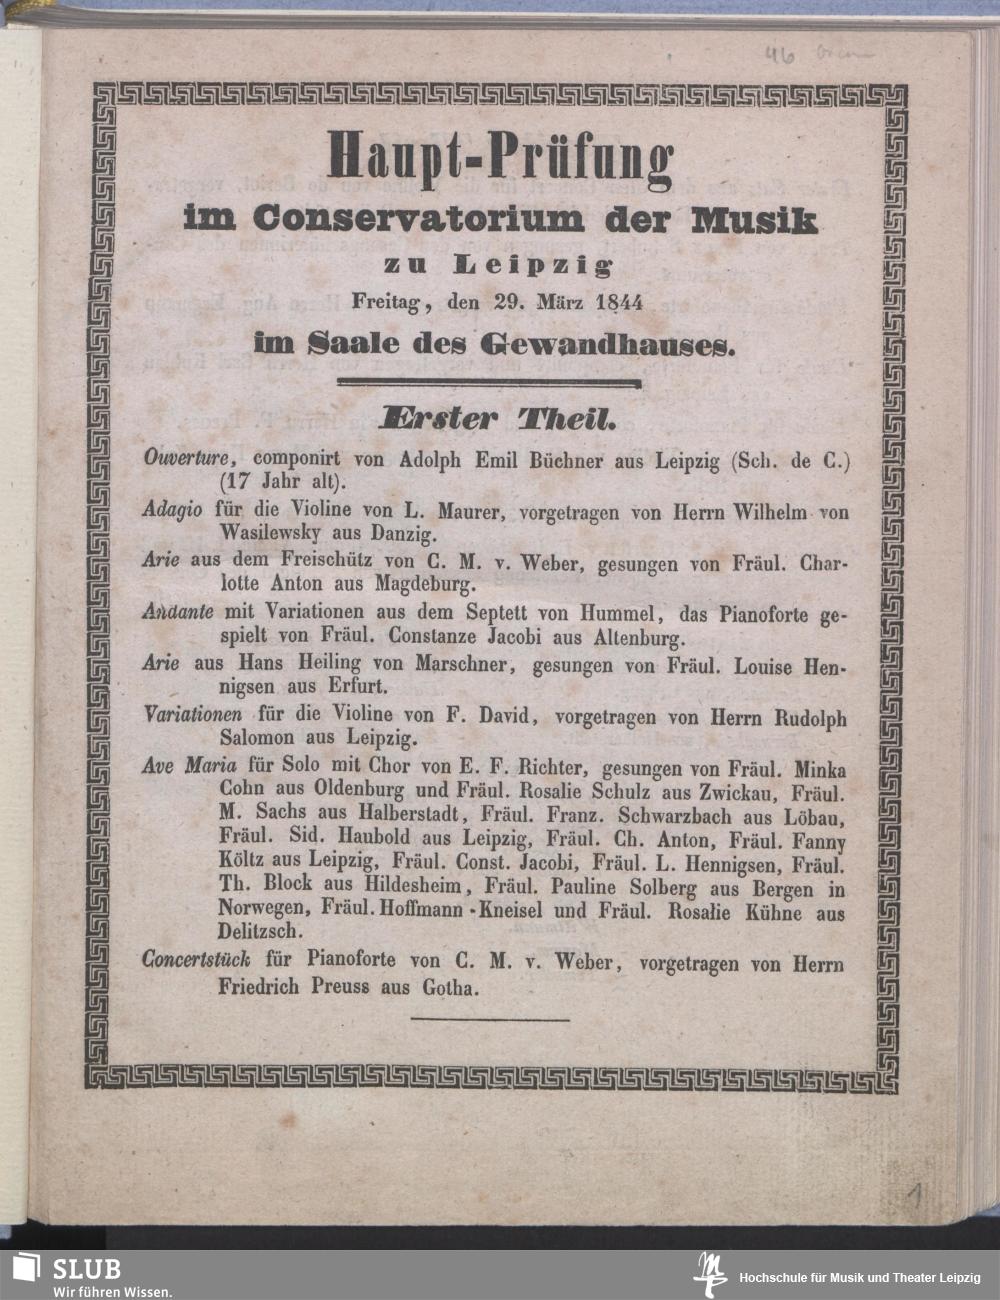 46
Haupt-Prüfung
im Conservatorium der Musik
zu Leipzig
Freitag, den 29. März 1844
im Saale des Gewandhauses.
Erster Theil.
Ouverture, componirt von Adolph Emil Büchner aus Leipzig (Sch. de C.)
(17 Jahr alt).
Adagio für die Violine von L. Maurer, vorgetragen von Herrn Wilhelm von
Wasilewsky aus Danzig.
Arie aus dem Freischütz von C. M. v. Weber, gesungen von Fräul. Char-
lotte Anton aus Magdeburg.
Andante mit Variationen aus dem Septett von Hummel, das Pianoforte ge-
spielt von Fräul. Constanze Jacobi aus Altenburg.
Arie aus Hans Heiling von Marschner, gesungen von Fräul. Louise Hen-
nigsen aus Erfurt.
Variationen für die Violine von F. David, vorgetragen von Herrn Rudolph
Salomon aus Leipzig.
Ave Maria für Solo mit Chor von E. F. Richter, gesungen von Fräul. Minka
Cohn aus Oldenburg und Fräul. Rosalie Schulz aus Zwickau, Fräul.
M. Sachs aus Halberstadt, Fräul. Franz. Schwarzbach aus Löbau,
Fräul. Sid. Haubold aus Leipzig, Fräul. Ch. Anton, Fräul. Fanny
Költz aus Leipzig, Fräul. Const. Jacobi, Fräul. L. Hennigsen, Fräul.
Th. Block aus Hildesheim, Fräul. Pauline Solberg aus Bergen in
Norwegen, Fräul. Hoffmann-Kneisel und Fräul. Rosalie Kühne aus
Delitzsch.
Concertstück für Pianoforte von C. M. v. Weber, vorgetragen von Herrn
Friedrich Preuss aus Gotha.
1
SLUB
Wir führen Wissen.
Hochschule für Musik und Theater Leipzig